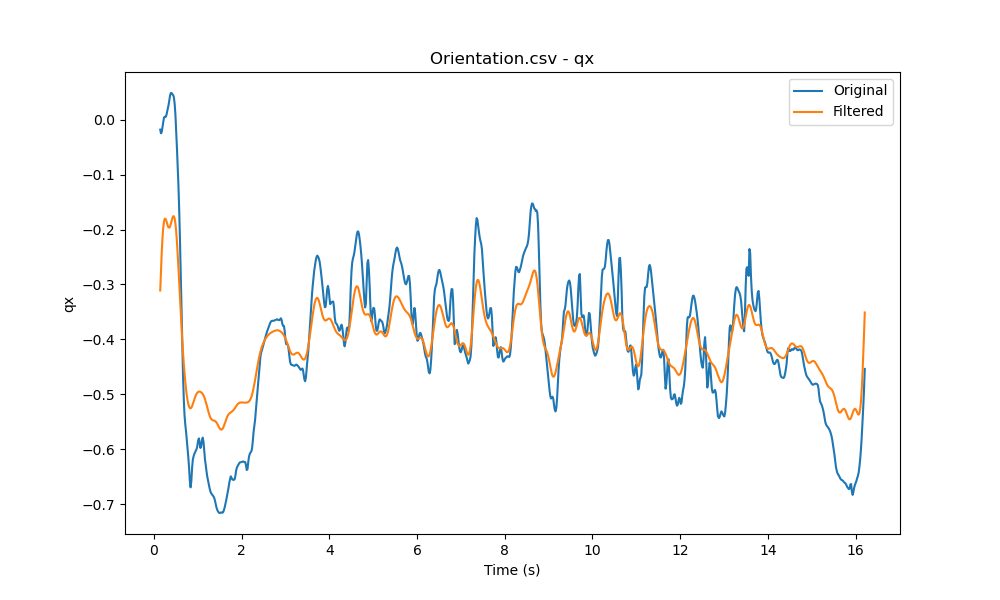 Orientation.csv - qx
Original
Filtered
qx
0.0
−0.1
−0.2
−0.3
−0.4
−0.5
−0.6
−0.7
0 2 4 6 8 10 12 14 16
Time (s)